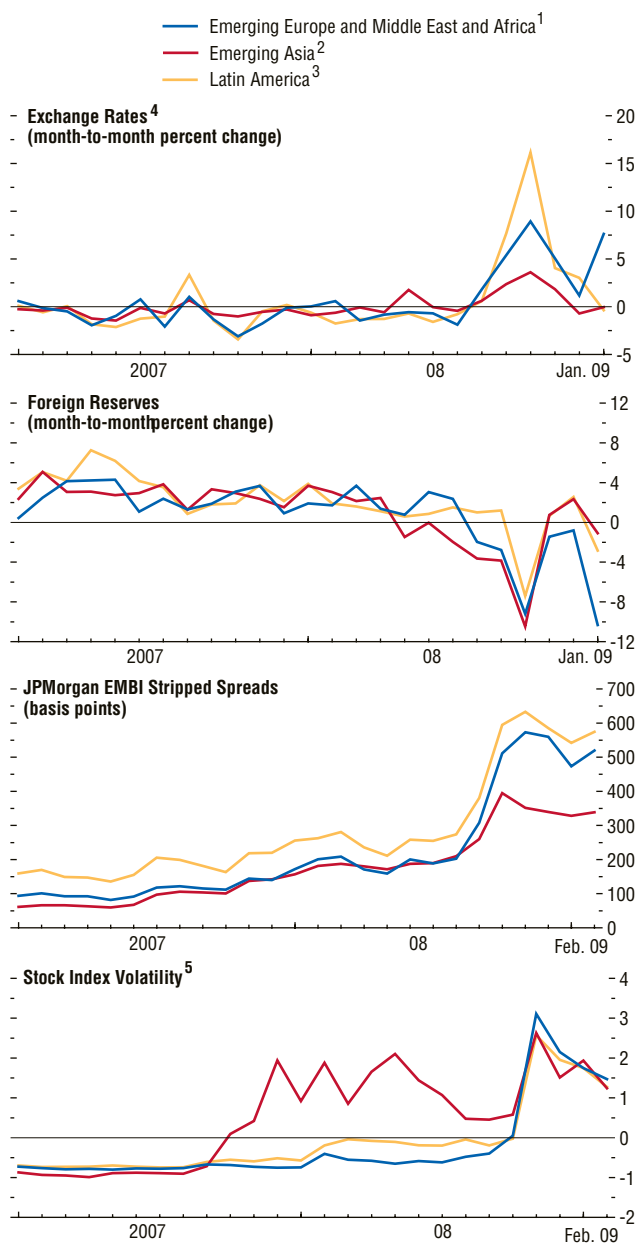 Emerging Europe and Middle East and Africa1
Emerging Asia2
Latin America3
Exchange Rates 4
(month-to-month percent change)
20
15
10
5
0
-5
2007
08
Jan. 09
Foreign Reserves
(month-to-monthpercent change)
12
8
4
0
-4
-8
-12
2007
08
Jan. 09
JPMorgan EMBI Stripped Spreads
(basis points)
700
600
500
400
300
200
100
0
2007
08
Feb. 09
Stock Index Volatility5
4
3
2
1
0
-1
-2
2007
08
Feb. 09